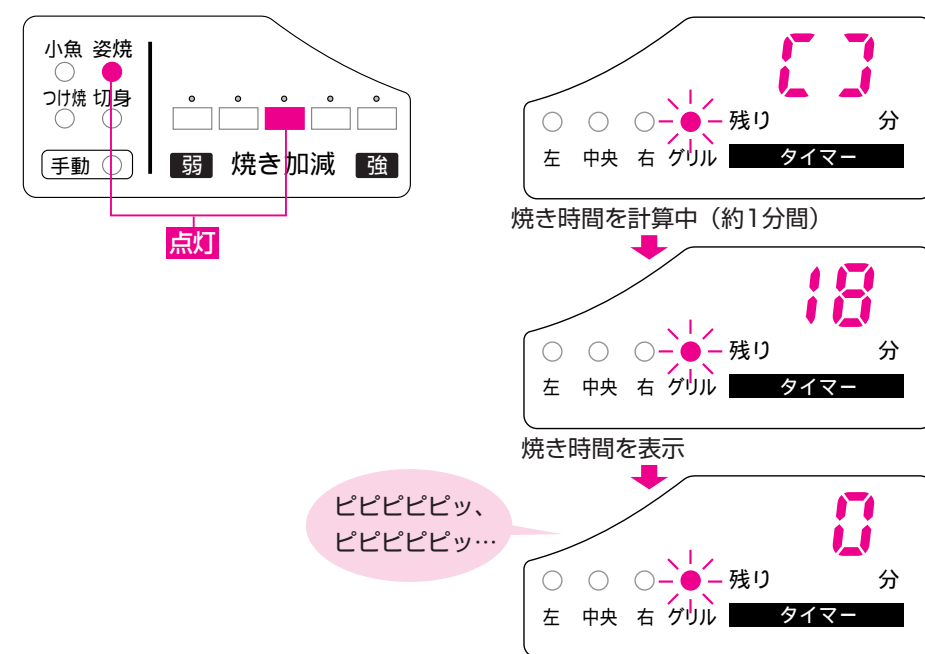 小魚 姿焼
つけ焼 切身
手動
弱 焼き加減 強
点灯
[ ]
残り 分
左 中央 右 グリル タイマー
焼き時間を計算中（約1分間）
18
残り 分
左 中央 右 グリル タイマー
焼き時間を表示
ピピピピピッ、
ピピピピピッ…
0
残り 分
左 中央 右 グリル タイマー